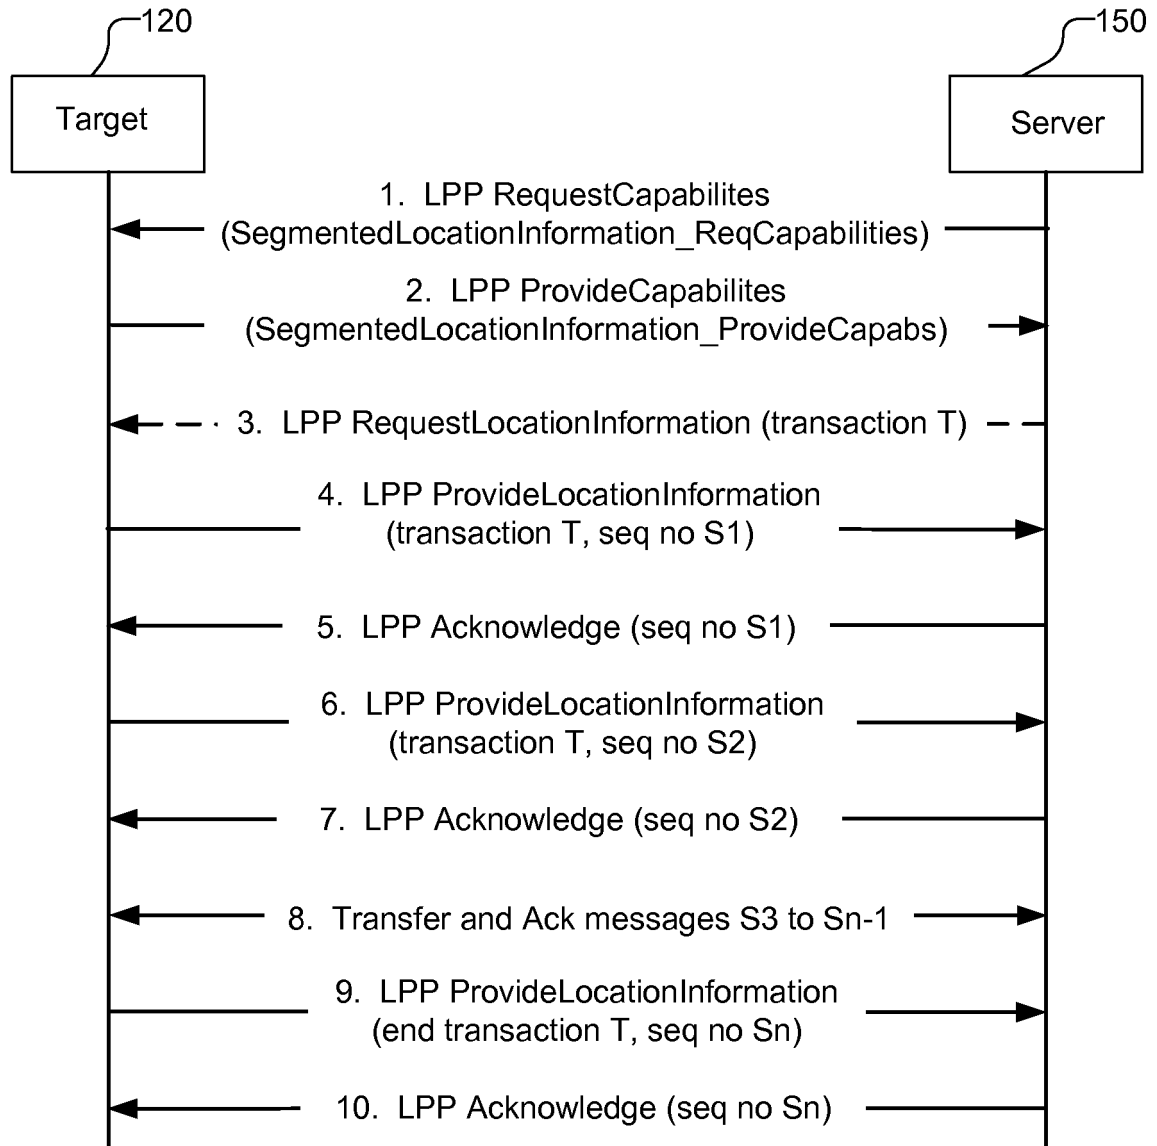 120
150
Target
Server
1. LPP RequestCapabilites
(SegmentedLocationInformation_ReqCapabilities)
2. LPP ProvideCapabilites
(SegmentedLocationInformation_ProvideCapabs)
3. LPP RequestLocationInformation (transaction T)
4. LPP ProvideLocationInformation
(transaction T, seq no S1)
5. LPP Acknowledge (seq no S1)
6. LPP ProvideLocationInformation
(transaction T, seq no S2)
7. LPP Acknowledge (seq no S2)
8. Transfer and Ack messages S3 to Sn-1
9. LPP ProvideLocationInformation
(end transaction T, seq no Sn)
10. LPP Acknowledge (seq no Sn)